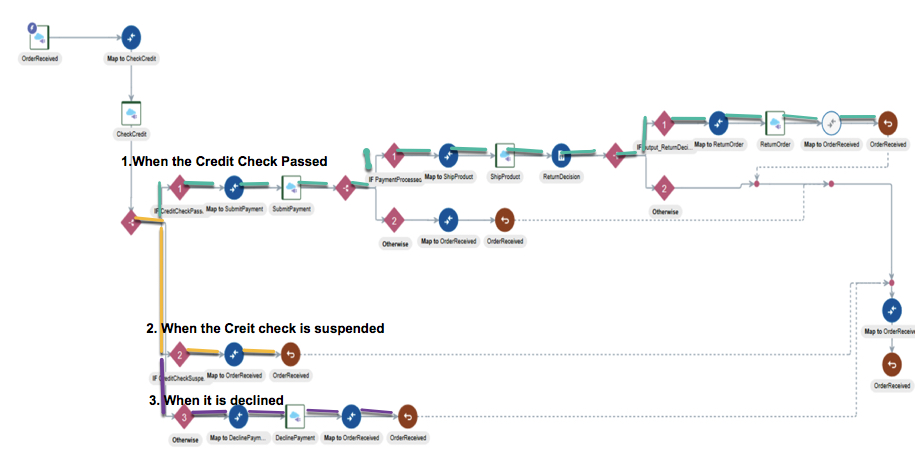 OrderReceived
Map to CheckCredit
CheckCredit
1.When the Credit Check Passed
1
IF CreditCheckPass..
Map to SubmitPayment
SubmitPayment
1
IF PaymentProcesses
Map to ShipProduct
ShipProduct
ReturnDecision
1
Map to ReturnOrder
ReturnOrder
Map to OrderReceived
OrderReceived
2
Otherwise
2
Otherwise
Map to OrderReceived
OrderReceived
2. When the Creit check is suspended
2
IF CreditCheckSuspe.
Map to OrderReceived
OrderReceived
3. When it is declined
3
Otherwise
Map to DeclinePaym...
DeclinePayment
Map to OrderReceived
OrderReceived
Map to OrderReceive
OrderReceived